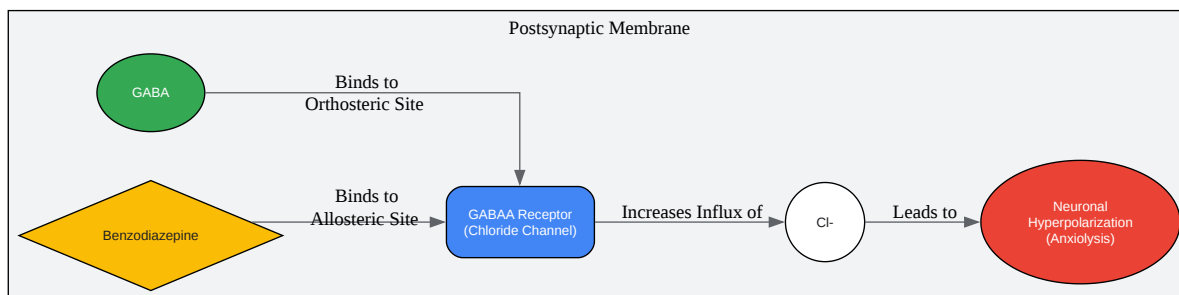 Postsynaptic Membrane
GABA
Binds to
Orthosteric Site
Benzodiazepine
Binds to
Allosteric Site
GABAA Receptor
(Chloride Channel)
Increases Influx of
Cl-
Leads to
Neuronal
Hyperpolarization
(Anxiolysis)